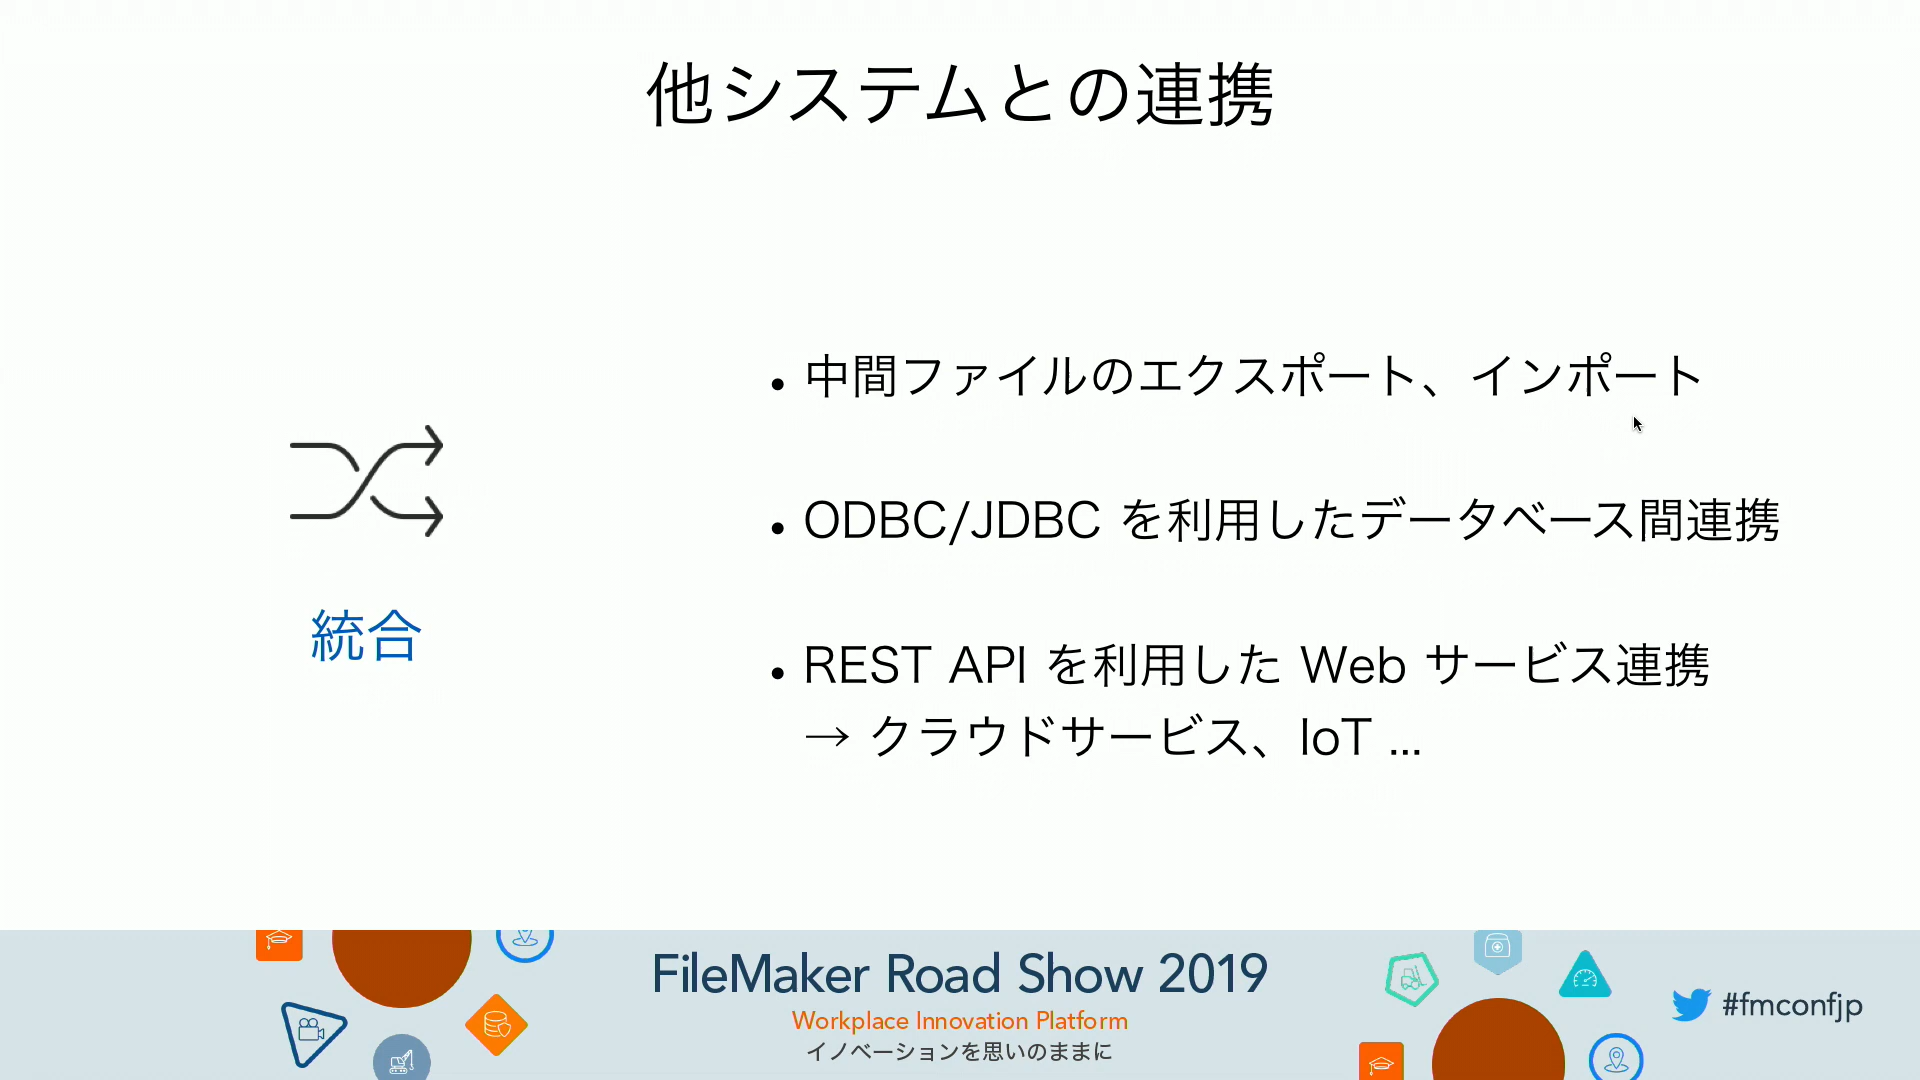 他システムとの連携
統合
• 中間ファイルのエクスポート、インポート
• ODBC/JDBC を利用したデータベース間連携
• REST API を利用した Web サービス連携
→ クラウドサービス、IoT ...
FileMaker Road Show 2019
Workplace Innovation Platform
イノベーションを思いのままに
#fmconfjp